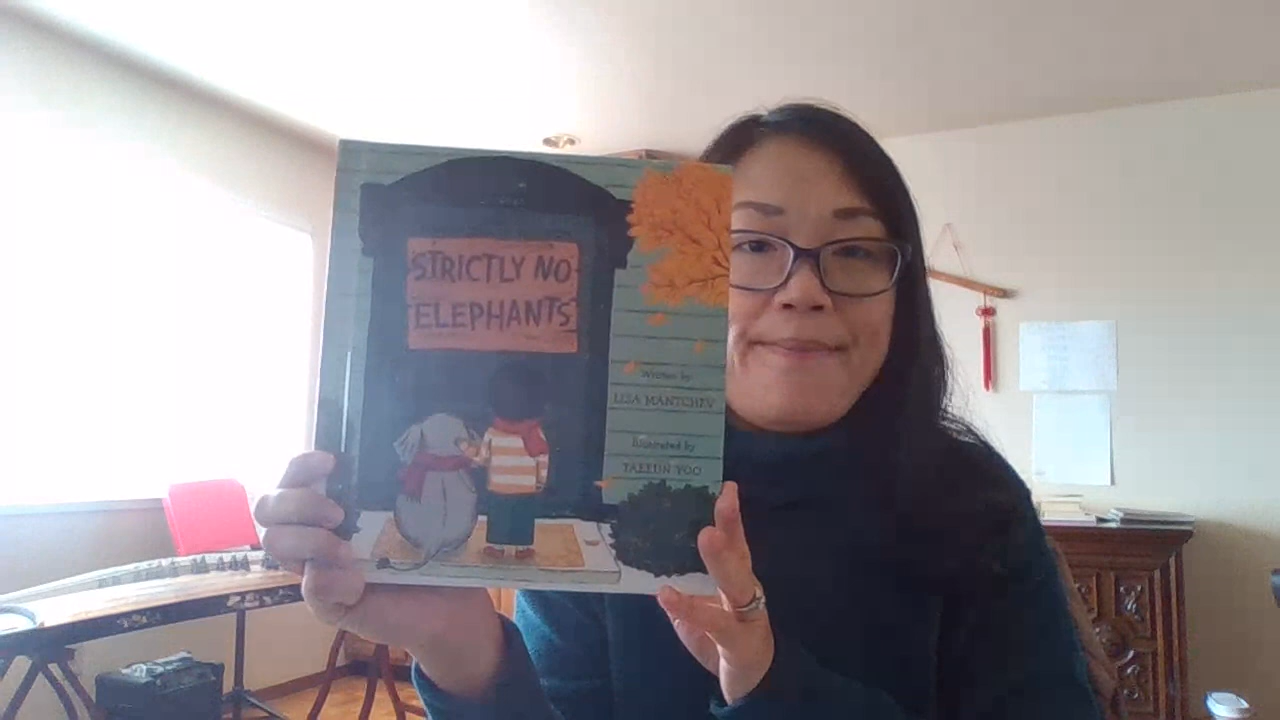 STRICTLY NO
ELEPHANTS
Written by
LISA MANTCHEV
Illustrated by
TAEEUN YOO